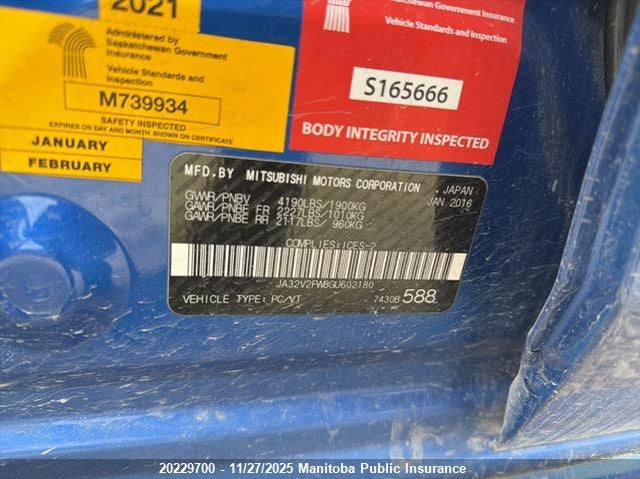 2021
Administered by
Saskatchewan Government
Insurance
Vehicle Standards and
Inspection
M739934
SAFETY INSPECTED
EXPIRES ON DAY AND MONTH SHOWN ON CERTIFICATE
JANUARY
FEBRUARY
Saskatchewan Government Insurance
Vehicle Standards and Inspection
S165666
BODY INTEGRITY INSPECTED
MFD.BY MITSUBISHI MOTORS CORPORATION , JAPAN
GVWR/PNBV 4190LBS/1900KG JAN 2016
GAWR/PNBE FR 2227LBS/1010KG
GAWR/PNBE RR 2117LBS/ 960KG
COMPLIES:ICES-2
JA32V2FW8GU602180
VEHICLE TYPE:PC/VT 7430B 588
20229700 - 11/27/2025 Manitoba Public Insurance